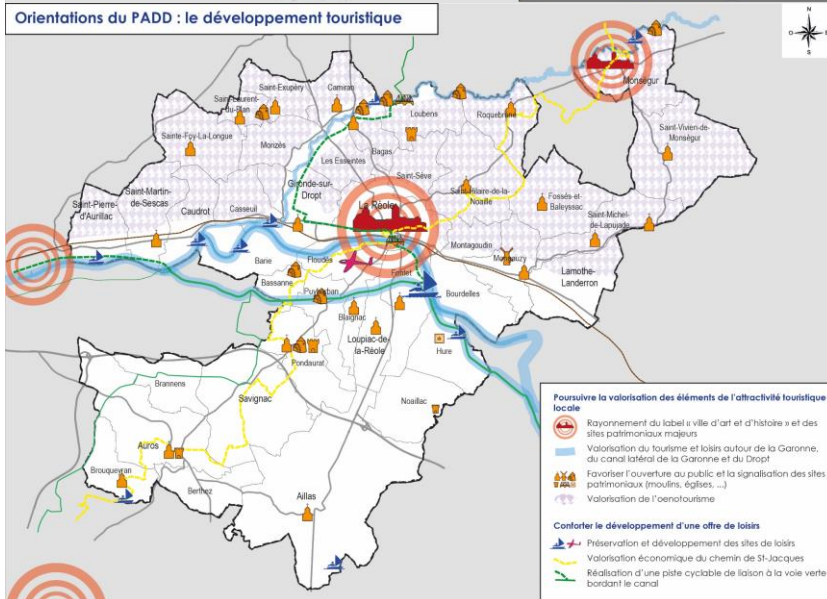 Orientations du PADD : le développement touristique
N
O
E
S
Monségur
Saint-Exupéry
Camiran
Saint-Laurent-
du-Plan
Loubens
Roquebrune
Sainte-Foy-La-Longue
Morizès
Bagas
Saint-Vivien-de-
Monségur
Les Esseintes
Saint-Sève
Saint-Martin-
de-Sescas
Gironde-sur-
Dropt
Saint-Hilaire-de-la-
Noaille
Fossés-et
Baleyssac
Saint-Pierre-
d'Aurillac
Caudrot
Casseuil
La Réole
Saint-Michel-
de-Lapujade
Montagoudin
Barie
Floudès
Mongauzy
Bassanne
Fontet
Lamothe-
Landerron
Puybarban
Bourdelles
Blaignac
Loupiac-de-
la-Réole
Hure
Pondaurat
Brannens
Savignac
Noaillac
Auros
Brouqueyran
Berthez
Aillas
Poursuivre la valorisation des éléments de l'attractivité touristique
locale
Rayonnement du label « ville d'art et d'histoire » et des
sites patrimoniaux majeurs
Valorisation du tourisme et loisirs autour de la Garonne,
du canal latéral de la Garonne et du Dropt
Favoriser l'ouverture au public et la signalisation des sites
patrimoniaux (moulins, églises, ...)
Valorisation de l'oenotourisme
Conforter le développement d'une offre de loisirs
Préservation et développement des sites de loisirs
Valorisation économique du chemin de St-Jacques
Réalisation d'une piste cyclable de liaison à la voie verte
bordant le canal